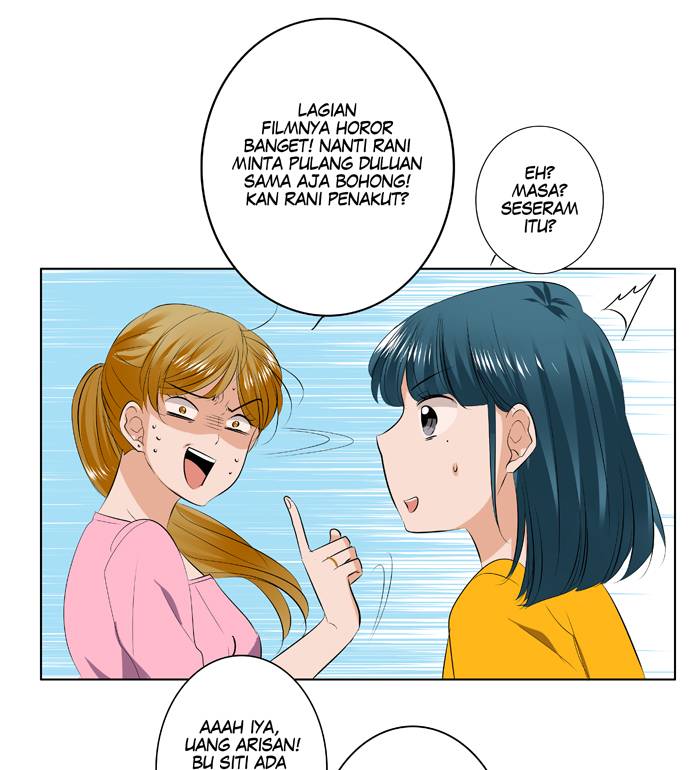 LAGIAN
FILMNYA HOROR
BANGET! NANTI RANI
MINTA PULANG DULUAN
SAMA AJA BOHONG!
KAN RANI PENAKUT?
EH?
MASA?
SESERAM
ITU?
AAAH IYA,
UANG ARISAN!
BU SITI ADA